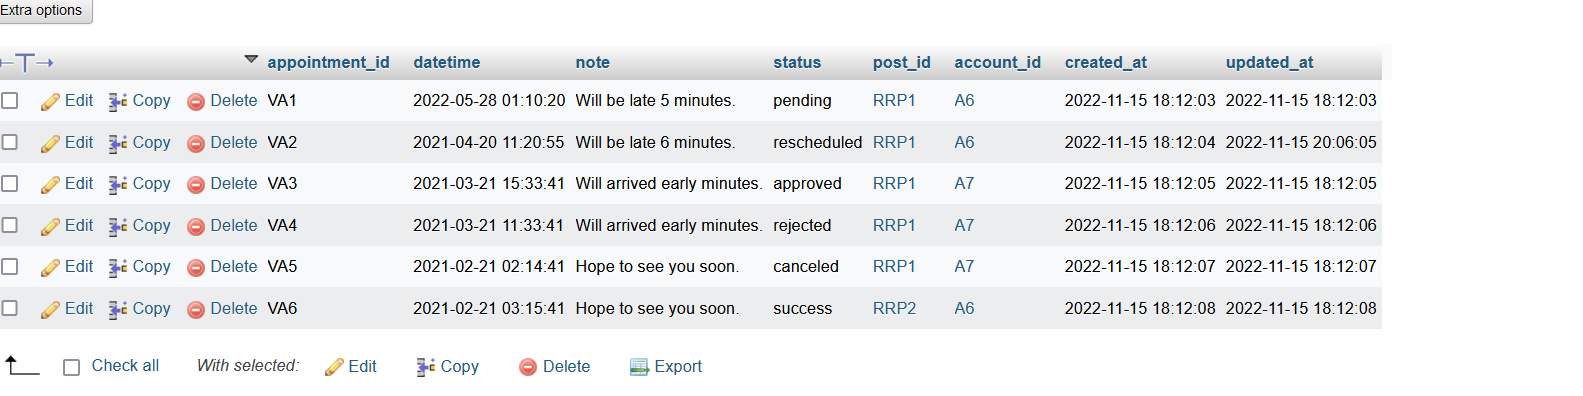 Extra options
appointment_id datetime note status post_id account_id created_at updated_at
Edit Copy Delete VA1 2022-05-28 01:10:20 Will be late 5 minutes. pending RRP1 A6 2022-11-15 18:12:03 2022-11-15 18:12:03
Edit Copy Delete VA2 2021-04-20 11:20:55 Will be late 6 minutes. rescheduled RRP1 A6 2022-11-15 18:12:04 2022-11-15 20:06:05
Edit Copy Delete VA3 2021-03-21 15:33:41 Will arrived early minutes. approved RRP1 A7 2022-11-15 18:12:05 2022-11-15 18:12:05
Edit Copy Delete VA4 2021-03-21 11:33:41 Will arrived early minutes. rejected RRP1 A7 2022-11-15 18:12:06 2022-11-15 18:12:06
Edit Copy Delete VA5 2021-02-21 02:14:41 Hope to see you soon. canceled RRP1 A7 2022-11-15 18:12:07 2022-11-15 18:12:07
Edit Copy Delete VA6 2021-02-21 03:15:41 Hope to see you soon. success RRP2 A6 2022-11-15 18:12:08 2022-11-15 18:12:08
Check all With selected: Edit Copy Delete Export